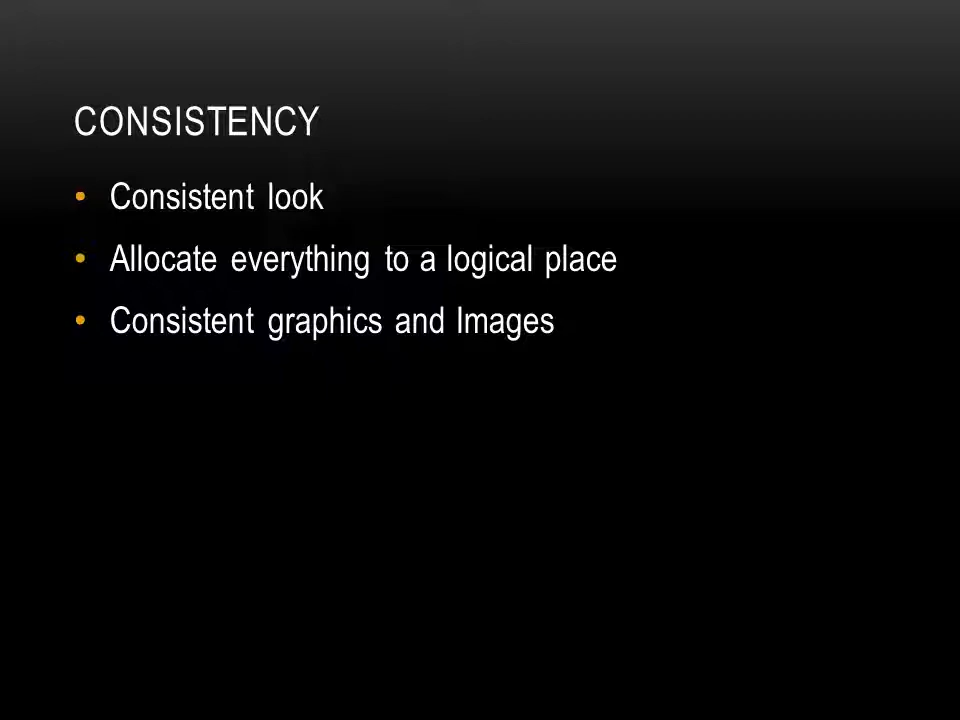 CONSISTENCY
• Consistent look
• Allocate everything to a logical place
• Consistent graphics and Images